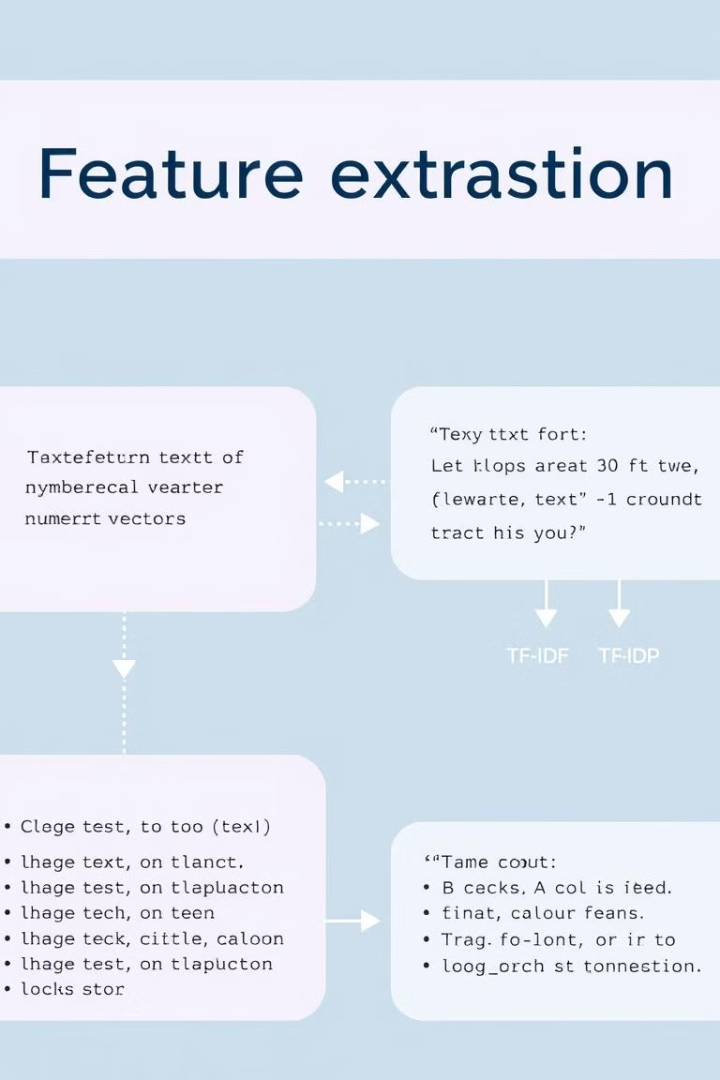 Feature extrastion
Taxtefeturn textt of
nymberecal vearter
numerrt vectors
“Texy ttxt fort:
Let klops areat 30 ft twe,
(lewarte, text” -1 croundt
tract his you?”
TF-IDF TF-IDP
• Clege test, to too (texl)
• lhage text, on tlanct.
• lhage test, on tlapuacton
• lhage tech, on teen
• lhage teck, cittle, caloon
• lhage test, on tlapucton
• locks stor
“Tame cout:
• B cecks, A col is ieed.
• finat, calour feans.
• Trag. fo-lont, or ir to
• loog_orch st tonnestion.